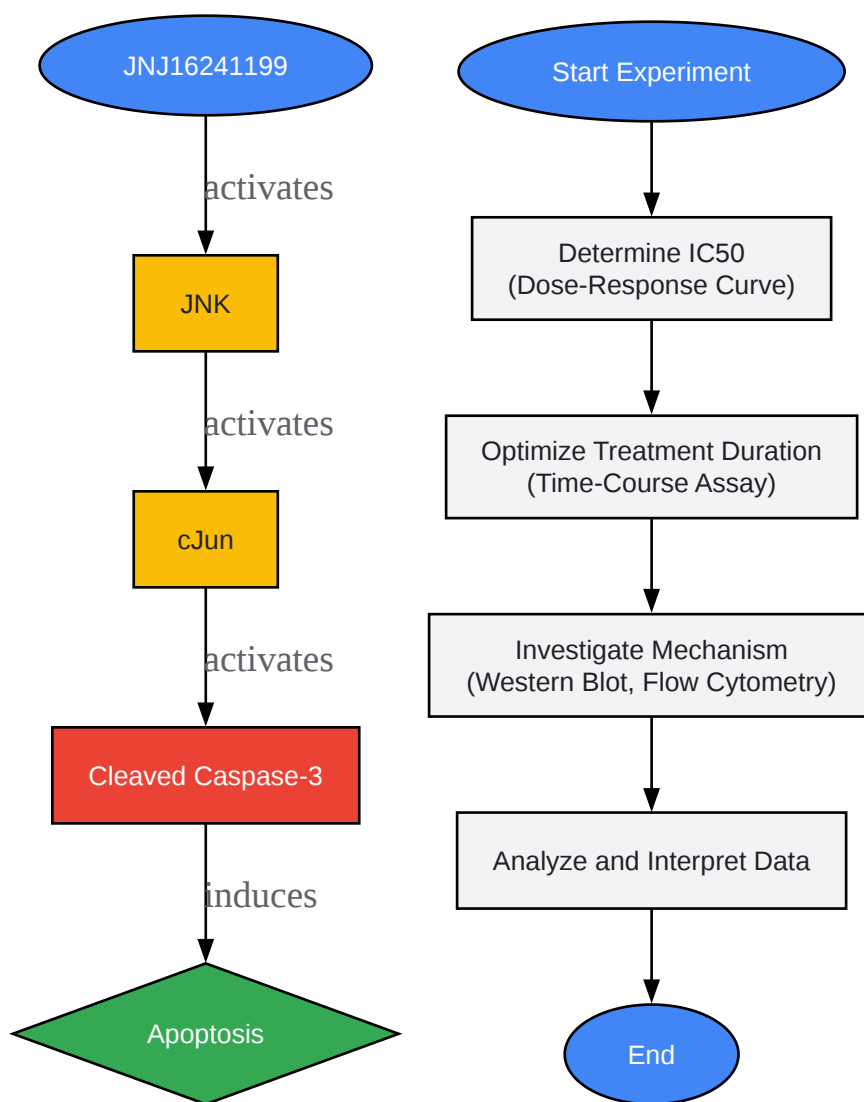 JNJ16241199
activates
JNK
activates
cJun
activates
Cleaved Caspase-3
induces
Apoptosis
Start Experiment
Determine IC50
(Dose-Response Curve)
Optimize Treatment Duration
(Time-Course Assay)
Investigate Mechanism
(Western Blot, Flow Cytometry)
Analyze and Interpret Data
End